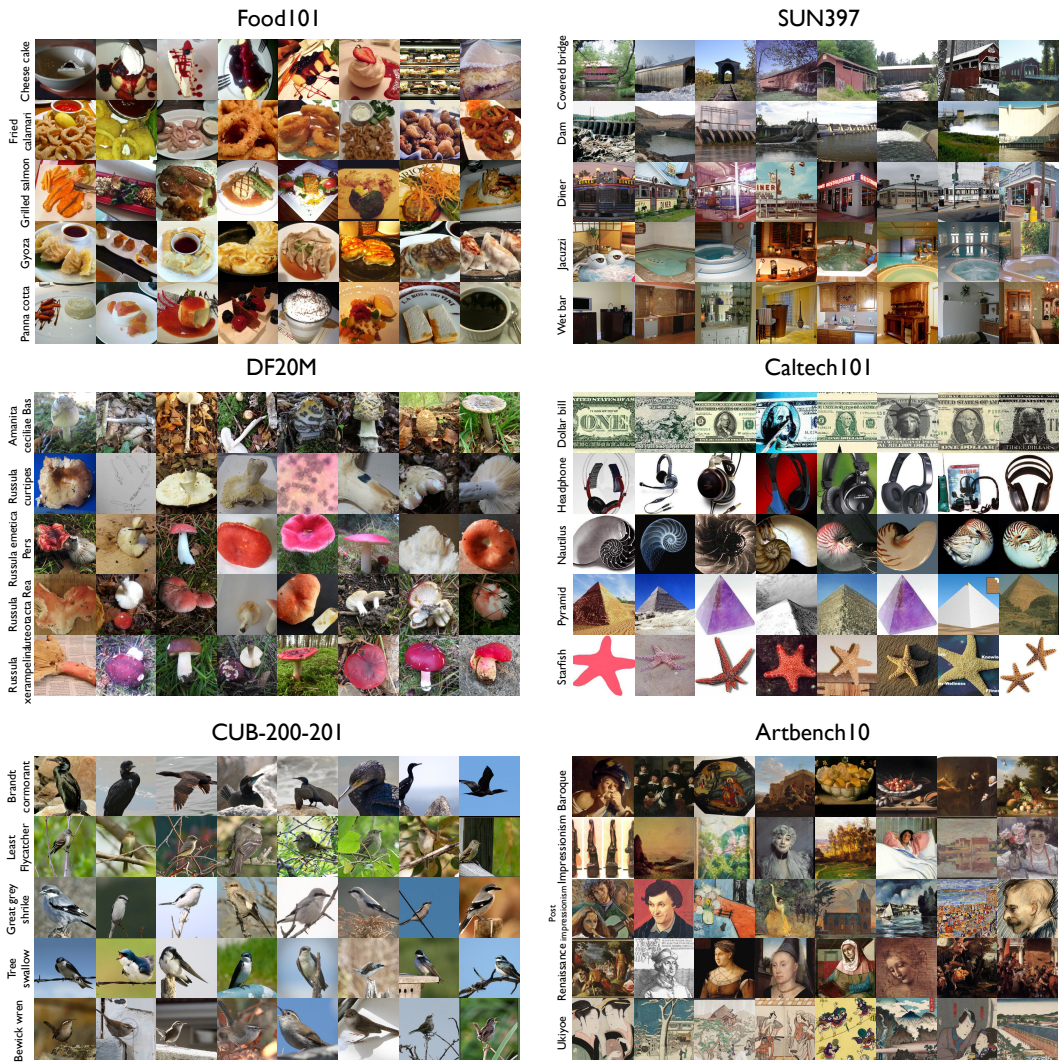 Food101
Cheese cake
Fried
calamari
Grilled salmon
Gyoza
Panna cotta
SUN397
Covered bridge
Dam
Diner
Jacuzzi
Wet bar
DF20M
Amanita
ceciliae Bas
Russula
curtipes
Russula emetica
Pers
Russula
luteotacta Rea
Russula
xerampelina
Caltech101
Dollar bill
Headphone
Nautilus
Pyramid
Starfish
CUB-200-201
Brandt
cormorant
Least
Flycatcher
Great grey
shrike
Tree
swallow
Bewick wren
Artbench10
Baroque
Impressionism
Post
impressionism
Renaissance
Ukiyoe